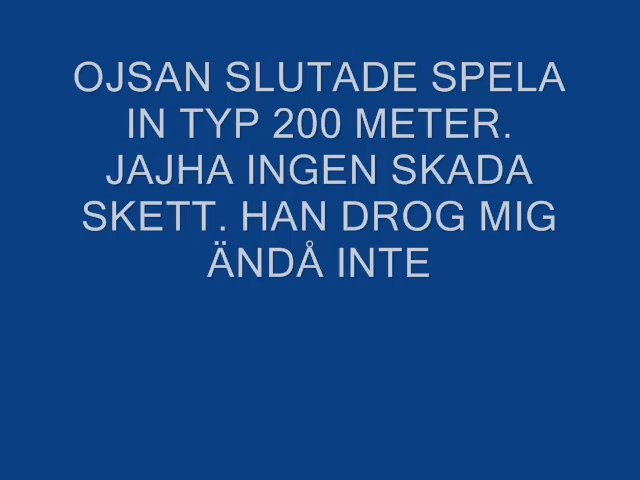 OJSAN SLUTADE SPELA
IN TYP 200 METER.
JAJHA INGEN SKADA
SKETT. HAN DROG MIG
ÄNDÅ INTE